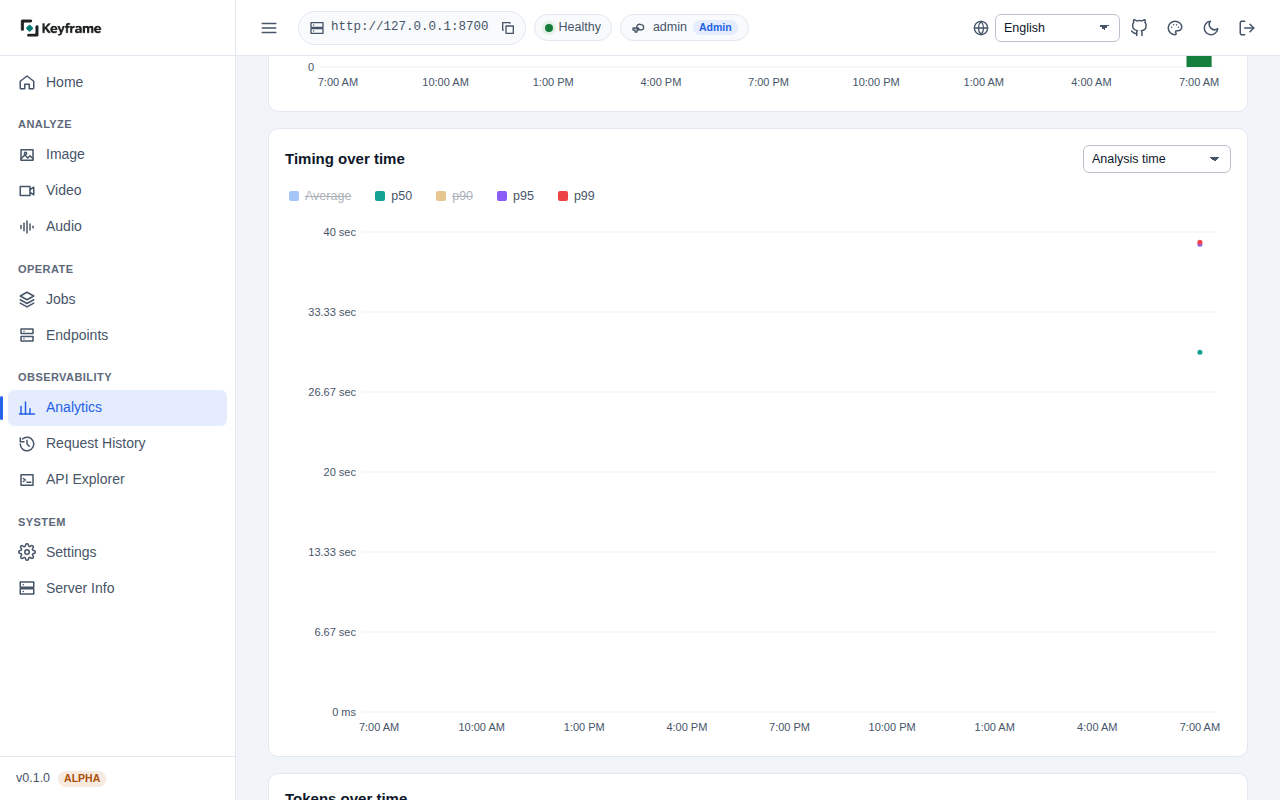 Keyframe
http://127.0.0.1:8700
Healthy
admin Admin
English
Home
ANALYZE
Image
Video
Audio
OPERATE
Jobs
Endpoints
OBSERVABILITY
Analytics
Request History
API Explorer
SYSTEM
Settings
Server Info
v0.1.0 ALPHA
0
7:00 AM 10:00 AM 1:00 PM 4:00 PM 7:00 PM 10:00 PM 1:00 AM 4:00 AM 7:00 AM
Timing over time
Analysis time
Average p50 p90 p95 p99
40 sec
33.33 sec
26.67 sec
20 sec
13.33 sec
6.67 sec
0 ms
7:00 AM 10:00 AM 1:00 PM 4:00 PM 7:00 PM 10:00 PM 1:00 AM 4:00 AM 7:00 AM
Tokens over time